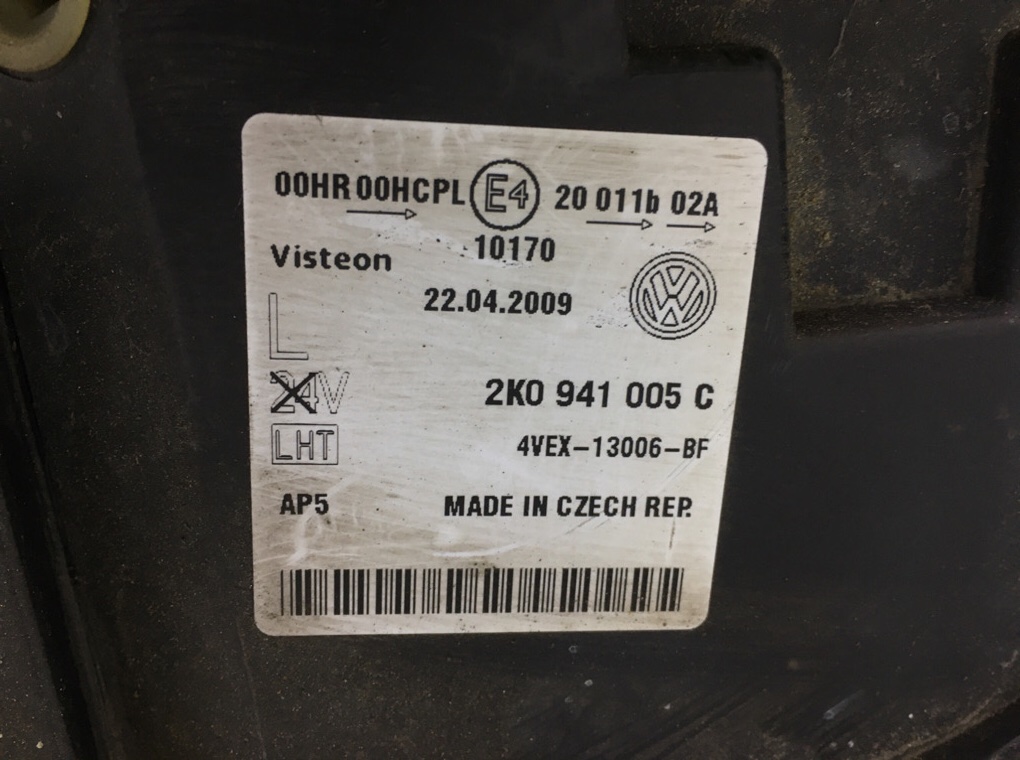 00HR 00HCPL E4 20 011b 02A
10170
Visteon
22.04.2009
VW
L
24V
2K0 941 005 C
LHT
4VEX-13006-BF
AP5
MADE IN CZECH REP.